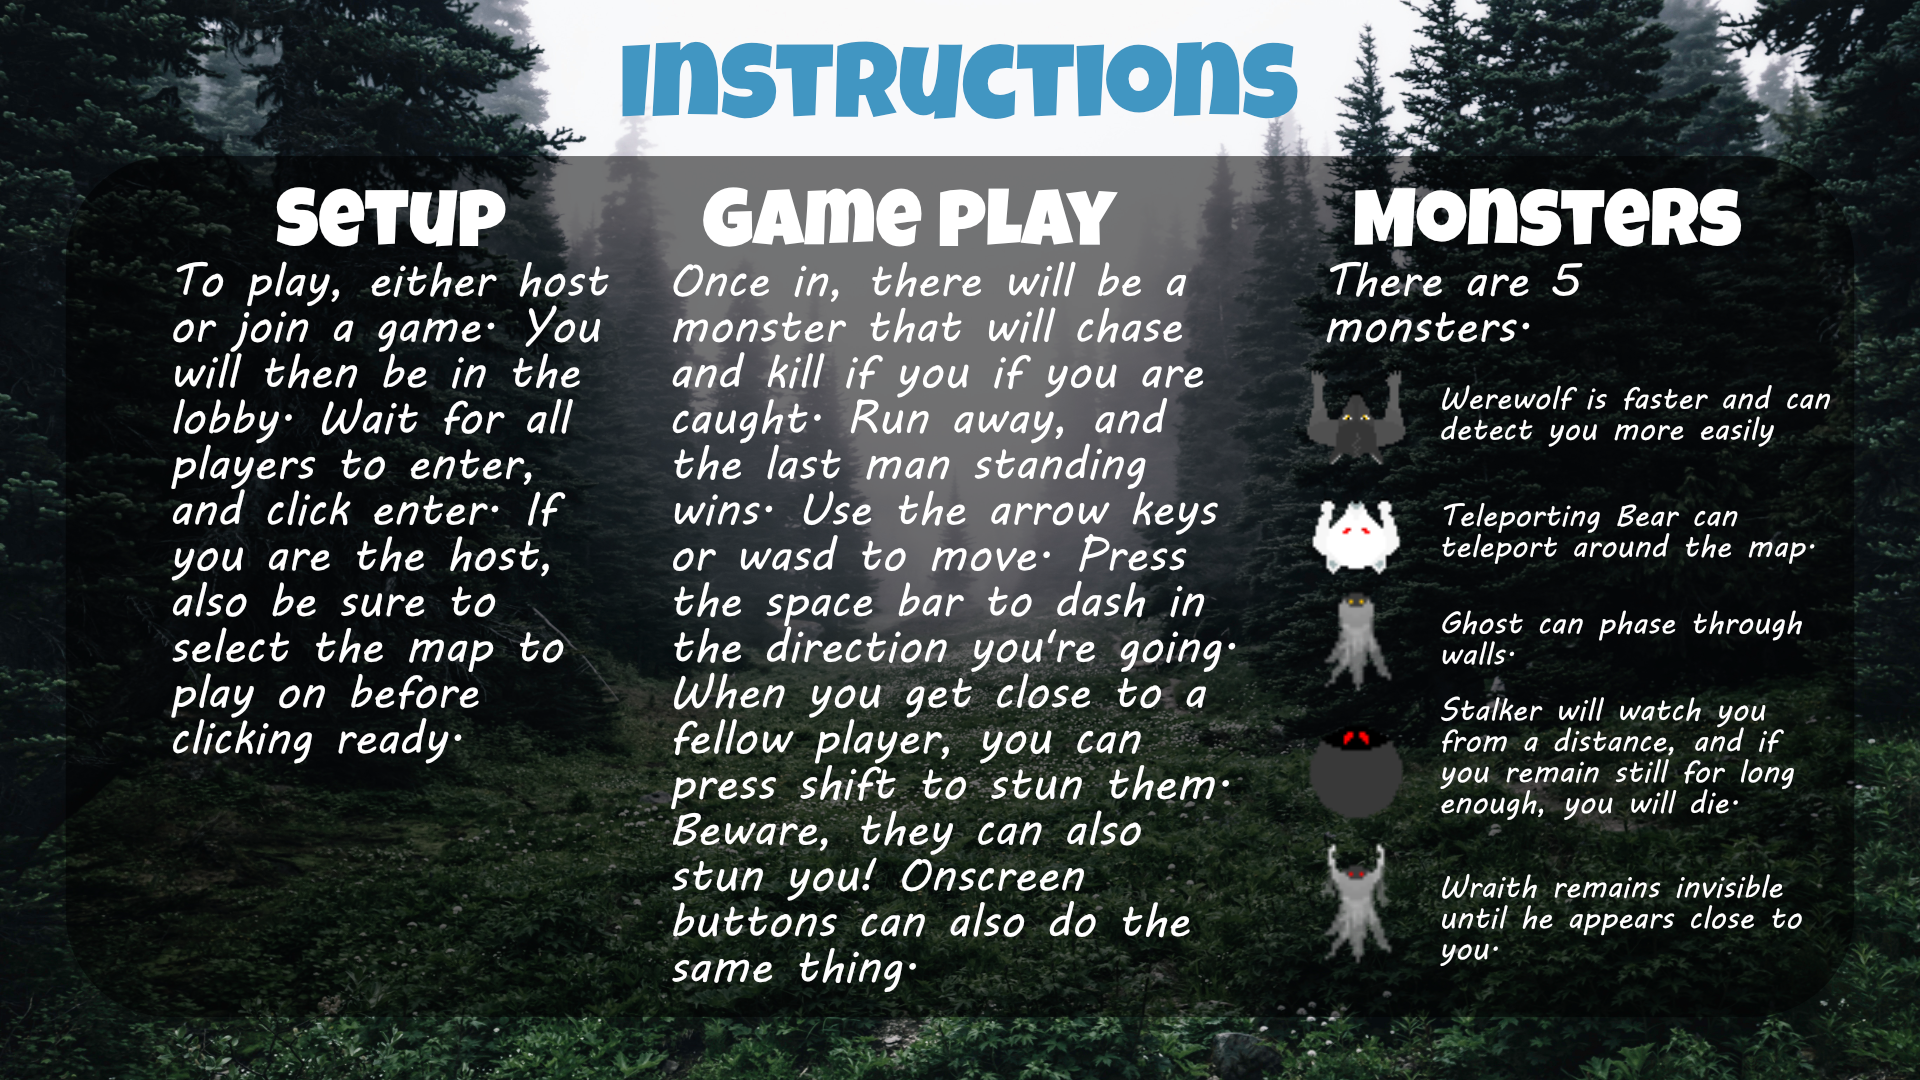 Instructions
Setup
To play, either host
or join a game. You
will then be in the
lobby. Wait for all
players to enter,
and click enter. If
you are the host,
also be sure to
select the map to
play on before
clicking ready.
Game Play
Once in, there will be a
monster that will chase
and kill if you if you are
caught. Run away, and
the last man standing
wins. Use the arrow keys
or wasd to move. Press
the space bar to dash in
the direction you're going.
When you get close to a
fellow player, you can
press shift to stun them.
Beware, they can also
stun you! Onscreen
buttons can also do the
same thing.
Monsters
There are 5
monsters.
Werewolf is faster and can
detect you more easily
Teleporting Bear can
teleport around the map.
Ghost can phase through
walls.
Stalker will watch you
from a distance, and if
you remain still for long
enough, you will die.
Wraith remains invisible
until he appears close to
you.